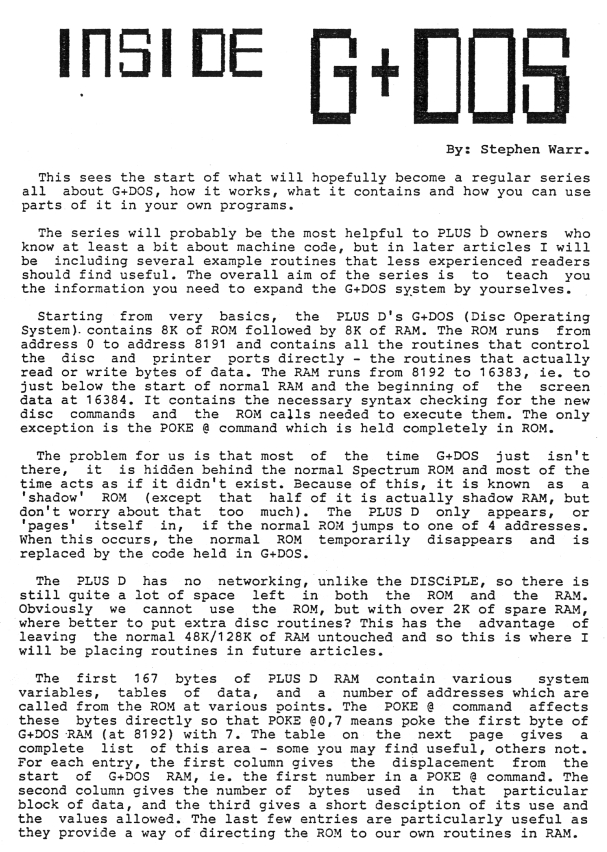 INSIDE G+DOS
By: Stephen Warr.
This sees the start of what will hopefully become a regular series
all about G+DOS, how it works, what it contains and how you can use
parts of it in your own programs.
The series will probably be the most helpful to PLUS D owners who
know at least a bit about machine code, but in later articles I will
be including several example routines that less experienced readers
should find useful. The overall aim of the series is to teach you
the information you need to expand the G+DOS system by yourselves.
Starting from very basics, the PLUS D's G+DOS (Disc Operating
System) contains 8K of ROM followed by 8K of RAM. The ROM runs from
address 0 to address 8191 and contains all the routines that control
the disc and printer ports directly - the routines that actually
read or write bytes of data. The RAM runs from 8192 to 16383, ie. to
just below the start of normal RAM and the beginning of the screen
data at 16384. It contains the necessary syntax checking for the new
disc commands and the ROM calls needed to execute them. The only
exception is the POKE @ command which is held completely in ROM.
The problem for us is that most of the time G+DOS just isn't
there, it is hidden behind the normal Spectrum ROM and most of the
time acts as if it didn't exist. Because of this, it is known as a
'shadow' ROM (except that half of it is actually shadow RAM, but
don't worry about that too much). The PLUS D only appears, or
'pages' itself in, if the normal ROM jumps to one of 4 addresses.
When this occurs, the normal ROM temporarily disappears and is
replaced by the code held in G+DOS.
The PLUS D has no networking, unlike the DISCiPLE, so there is
still quite a lot of space left in both the ROM and the RAM.
Obviously we cannot use the ROM, but with over 2K of spare RAM,
where better to put extra disc routines? This has the advantage of
leaving the normal 48K/128K of RAM untouched and so this is where I
will be placing routines in future articles.
The first 167 bytes of PLUS D RAM contain various system
variables, tables of data, and a number of addresses which are
called from the ROM at various points. The POKE @ command affects
these bytes directly so that POKE @0,7 means poke the first byte of
G+DOS RAM (at 8192) with 7. The table on the next page gives a
complete list of this area - some you may find useful, others not.
For each entry, the first column gives the displacement from the
start of G+DOS RAM, ie. the first number in a POKE @ command. The
second column gives the number of bytes used in that particular
block of data, and the third gives a short desciption of its use and
the values allowed. The last few entries are particularly useful as
they provide a way of directing the ROM to our own routines in RAM.